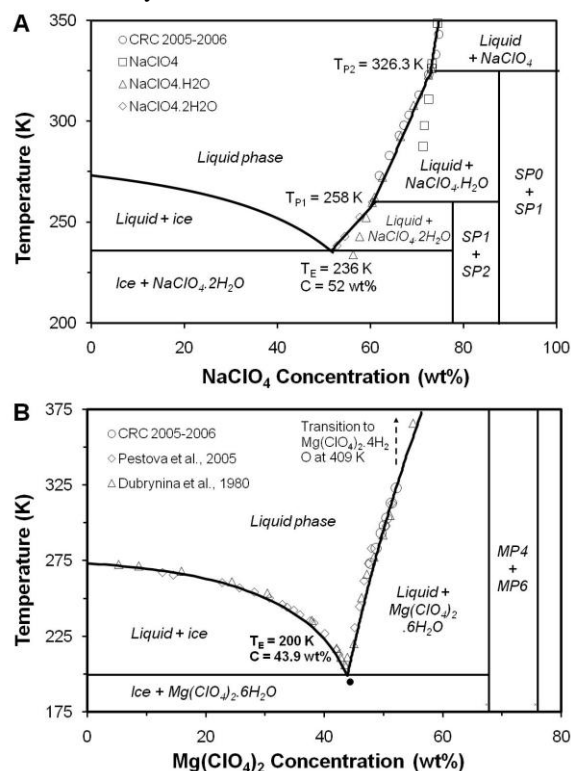 A
350
300
250
200
Temperature (K)
CRC 2005-2006
NaClO4
NaClO4.H2O
NaClO4.2H2O
TP2 = 326.3 K
Liquid
+ NaClO4
Liquid phase
Liquid +
NaClO4.H2O
SP0
+
SP1
TP1 = 258 K
Liquid + ice
Liquid +
NaClO4.2H2O
SP1
+
SP2
TE = 236 K
C = 52 wt%
Ice + NaClO4.2H2O
0 20 40 60 80 100
NaClO4 Concentration (wt%)
B
375
325
275
225
175
Temperature (K)
CRC 2005-2006
Pestova et al., 2005
Dubrynina et al., 1980
Transition to
Mg(ClO4)2.4H2
O at 409 K
Liquid phase
MP4
+
MP6
Liquid + ice
Liquid +
Mg(ClO4)2
.6H2O
TE = 200 K
C = 43.9 wt%
Ice + Mg(ClO4)2.6H2O
0 20 40 60 80
Mg(ClO4)2 Concentration (wt%)